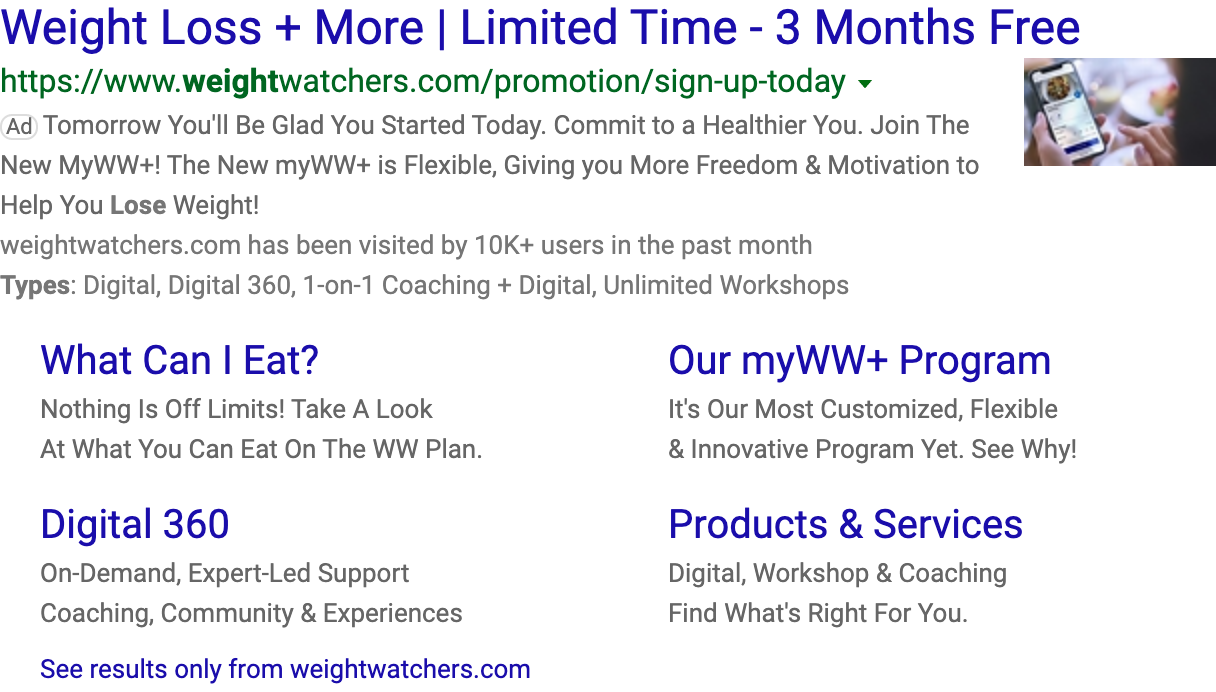 Weight Loss + More | Limited Time - 3 Months Free
https://www.weightwatchers.com/promotion/sign-up-today
Ad Tomorrow You'll Be Glad You Started Today. Commit to a Healthier You. Join The
New MyWW+! The New myWW+ is Flexible, Giving you More Freedom & Motivation to
Help You Lose Weight!
weightwatchers.com has been visited by 10K+ users in the past month
Types: Digital, Digital 360, 1-on-1 Coaching + Digital, Unlimited Workshops
What Can I Eat?
Nothing Is Off Limits! Take A Look
At What You Can Eat On The WW Plan.
Our myWW+ Program
It's Our Most Customized, Flexible
& Innovative Program Yet. See Why!
Digital 360
On-Demand, Expert-Led Support
Coaching, Community & Experiences
Products & Services
Digital, Workshop & Coaching
Find What's Right For You.
See results only from weightwatchers.com